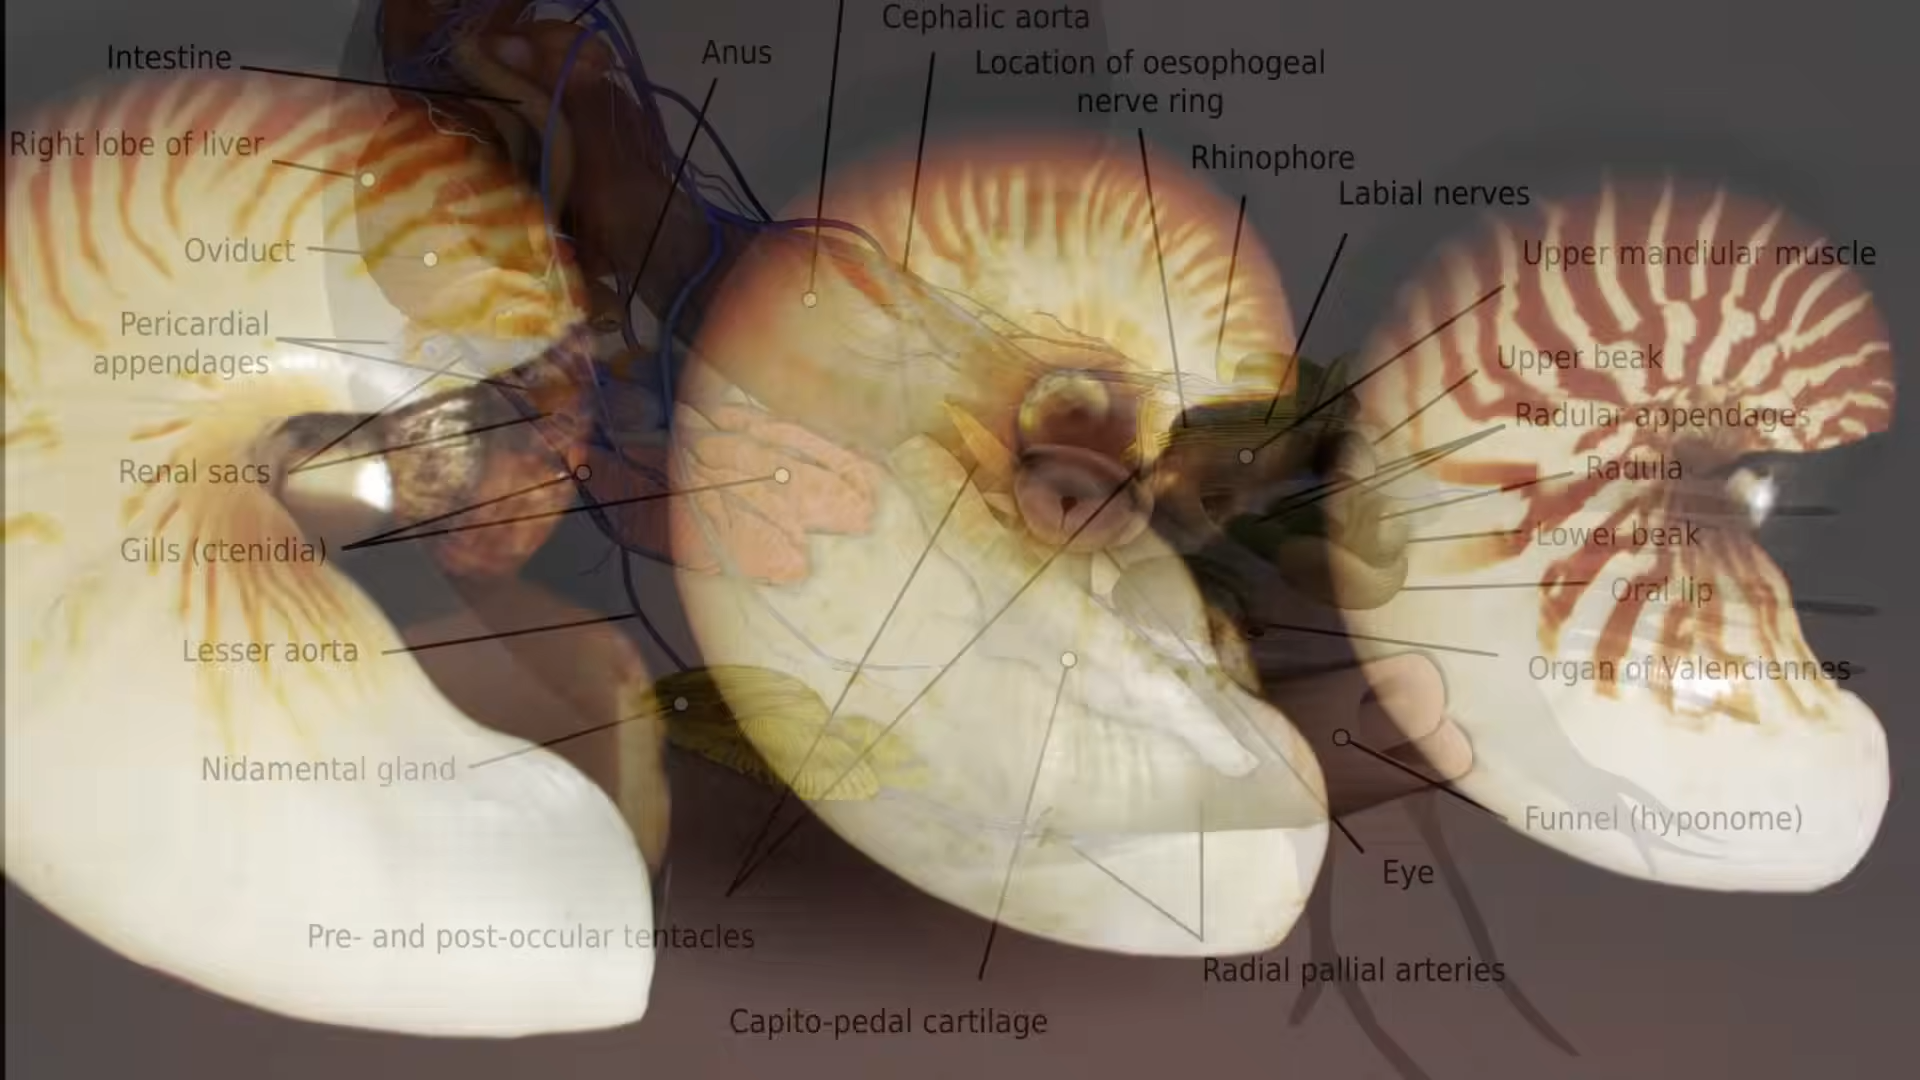 Cephalic aorta
Intestine
Anus
Location of oesophogeal
nerve ring
Right lobe of liver
Rhinophore
Labial nerves
Oviduct
Upper mandiular muscle
Pericardial
appendages
Upper beak
Radular appendages
Renal sacs
Radula
Gills (ctenidia)
Lower beak
Oral lip
Lesser aorta
Organ of Valenciennes
Nidamental gland
Funnel (hyponome)
Eye
Pre- and post-occular tentacles
Radial pallial arteries
Capito-pedal cartilage